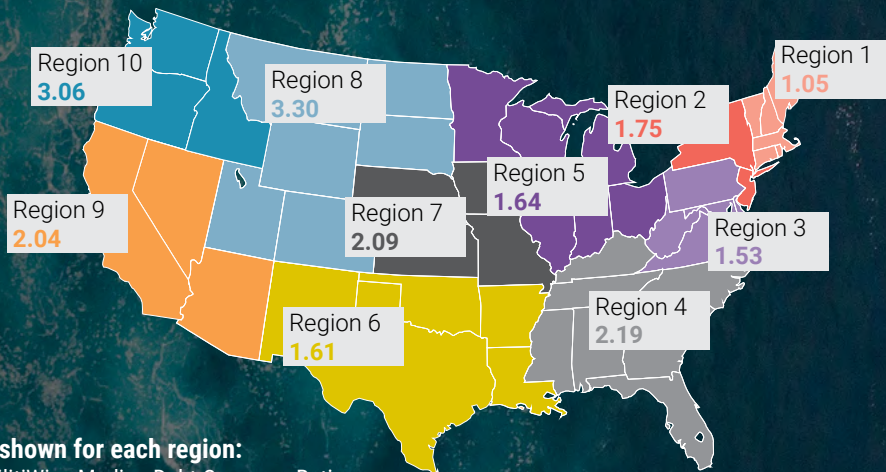 Region 1
1.05
Region 10
3.06
Region 8
3.30
Region 2
1.75
Region 5
1.64
Region 9
2.04
Region 7
2.09
Region 3
1.53
Region 4
2.19
Region 6
1.61
shown for each region:
Median Debt